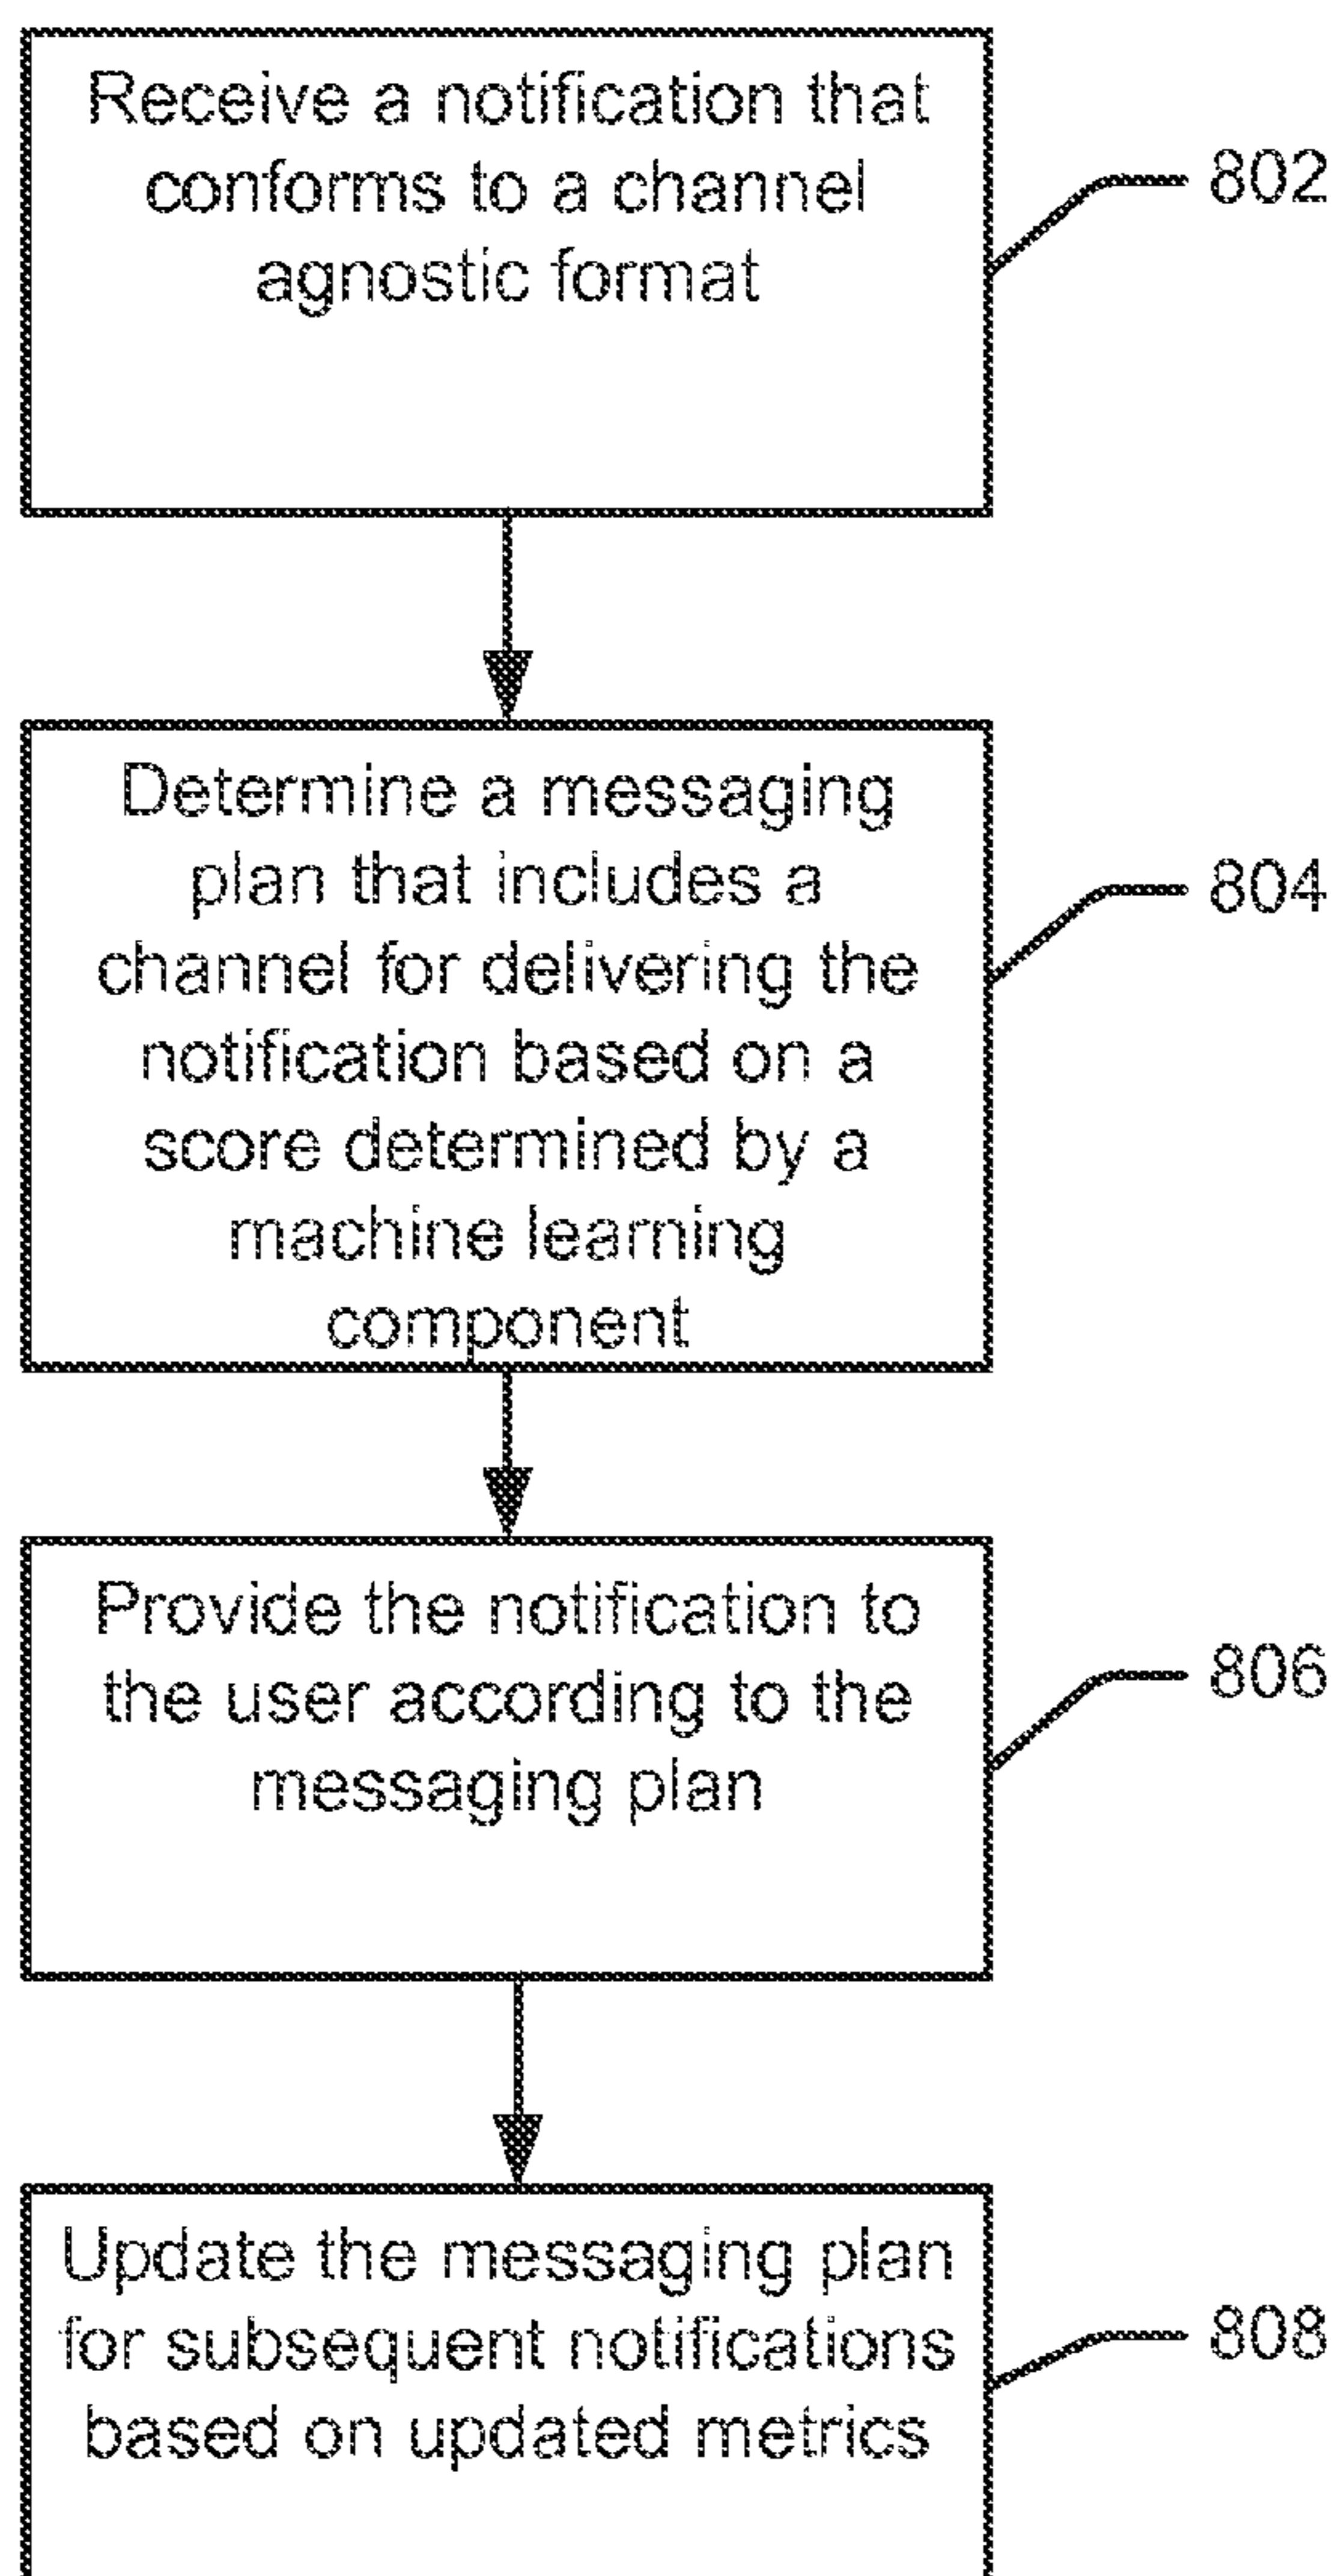 Receive a notification that
conforms to a channel
agnostic format
802
Determine a messaging
plan that includes a
channel for delivering the
notification based on a
score determined by a
machine learning
component
804
Provide the notification to
the user according to the
messaging plan
806
Update the messaging plan
for subsequent notifications
based on updated metrics
808